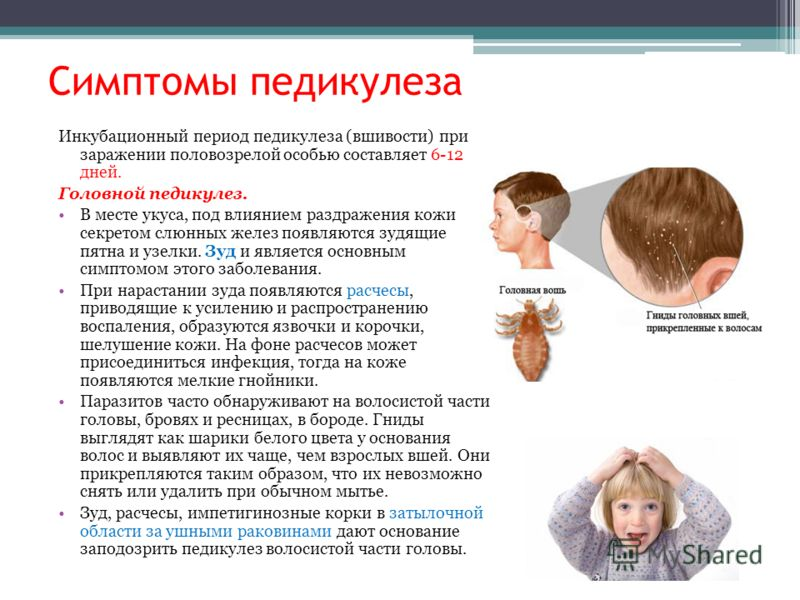 Симптомы педикулеза
Инкубационный период педикулеза (вшивости) при
заражении половозрелой особью составляет 6-12
дней.
Головной педикулез.
• В месте укуса, под влиянием раздражения кожи
секретом слюнных желез появляются зудящие
пятна и узелки. Зуд и является основным
симптомом этого заболевания.
• При нарастании зуда появляются расчесы,
приводящие к усилению и распространению
воспаления, образуются язвочки и корочки,
шелушение кожи. На фоне расчесов может
присоединиться инфекция, тогда на коже
появляются мелкие гнойники.
• Паразитов часто обнаруживают на волосистой части
головы, бровях и ресницах, в бороде. Гниды
выглядят как шарики белого цвета у основания
волос и выявляют их чаще, чем взрослых вшей. Они
прикрепляются таким образом, что их невозможно
снять или удалить при обычном мытье.
• Зуд, расчесы, импетигинозные корки в затылочной
области за ушными раковинами дают основание
заподозрить педикулез волосистой части головы.
Головная вошь
Гниды головных вшей,
прикрепленные к волосам
MyShared